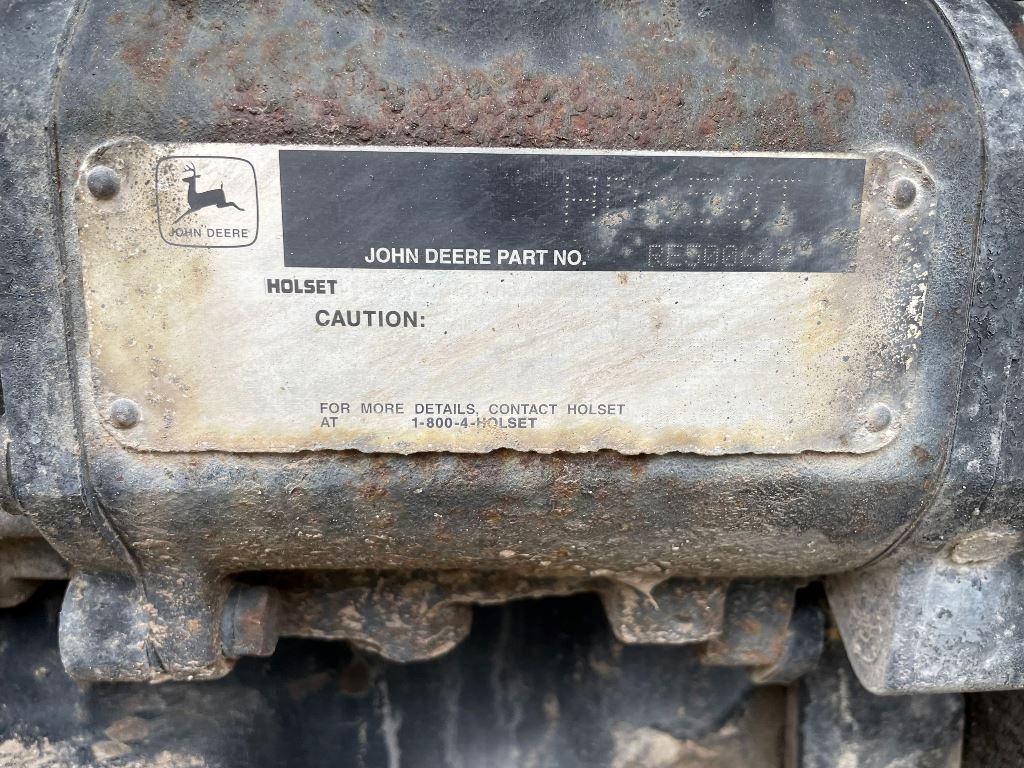 JOHN DEERE
JOHN DEERE PART NO.
HOLSET
CAUTION:
FOR MORE DETAILS, CONTACT HOLSET
AT 1-800-4-HOLSET